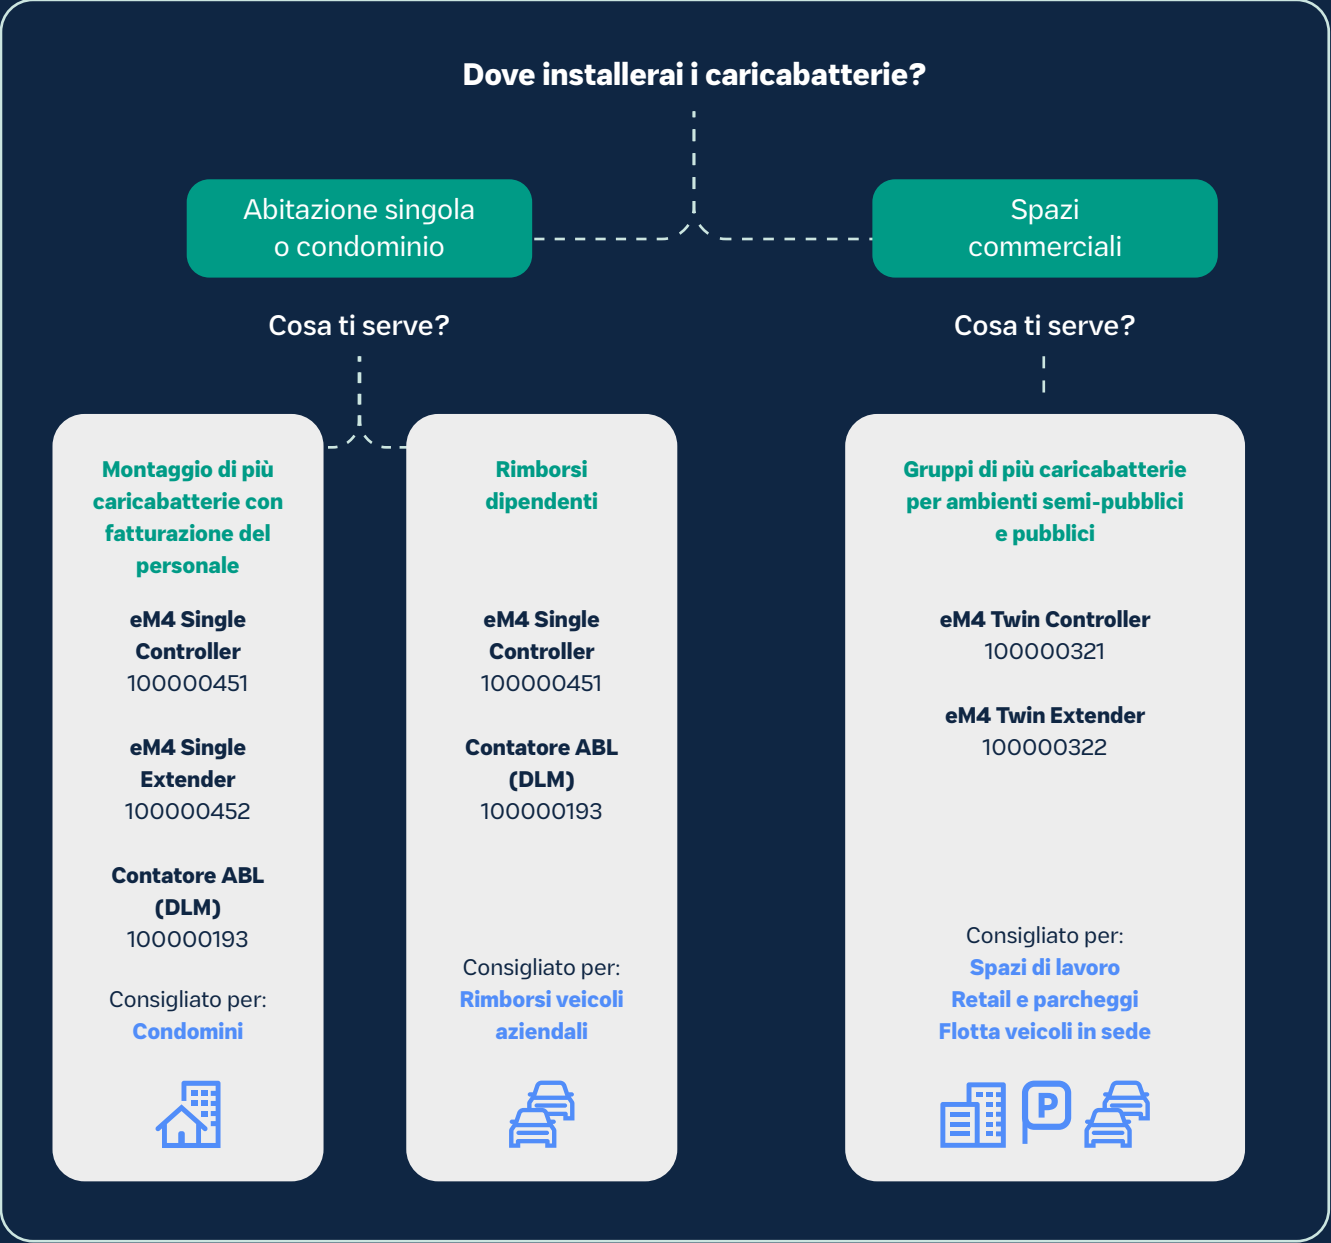 Dove installerai i caricabatterie?
Abitazione singola
o condominio
Spazi
commerciali
Cosa ti serve?
Cosa ti serve?
Montaggio di più
caricabatterie con
fatturazione del
personale
eM4 Single
Controller
100000451
eM4 Single
Extender
100000452
Contatore ABL
(DLM)
100000193
Consigliato per:
Condomini
Rimborsi
dipendenti
eM4 Single
Controller
100000451
Contatore ABL
(DLM)
100000193
Consigliato per:
Rimborsi veicoli
aziendali
Gruppi di più caricabatterie
per ambienti semi-pubblici
e pubblici
eM4 Twin Controller
100000321
eM4 Twin Extender
100000322
Consigliato per:
Spazi di lavoro
Retail e parcheggi
Flotta veicoli in sede
P